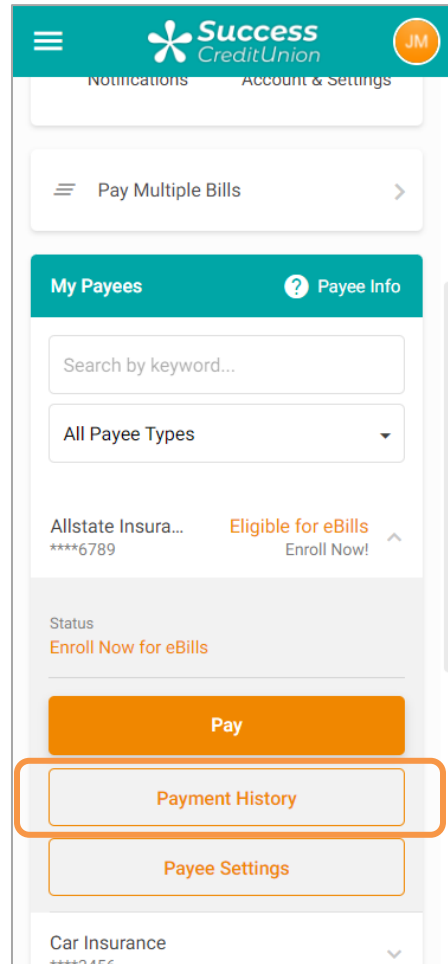 Success
CreditUnion
JM
Notifications Account & Settings
Pay Multiple Bills
My Payees ? Payee Info
Search by keyword...
All Payee Types
Allstate Insura... Eligible for eBills
****6789 Enroll Now!
Status
Enroll Now for eBills
Pay
Payment History
Payee Settings
Car Insurance
****3456